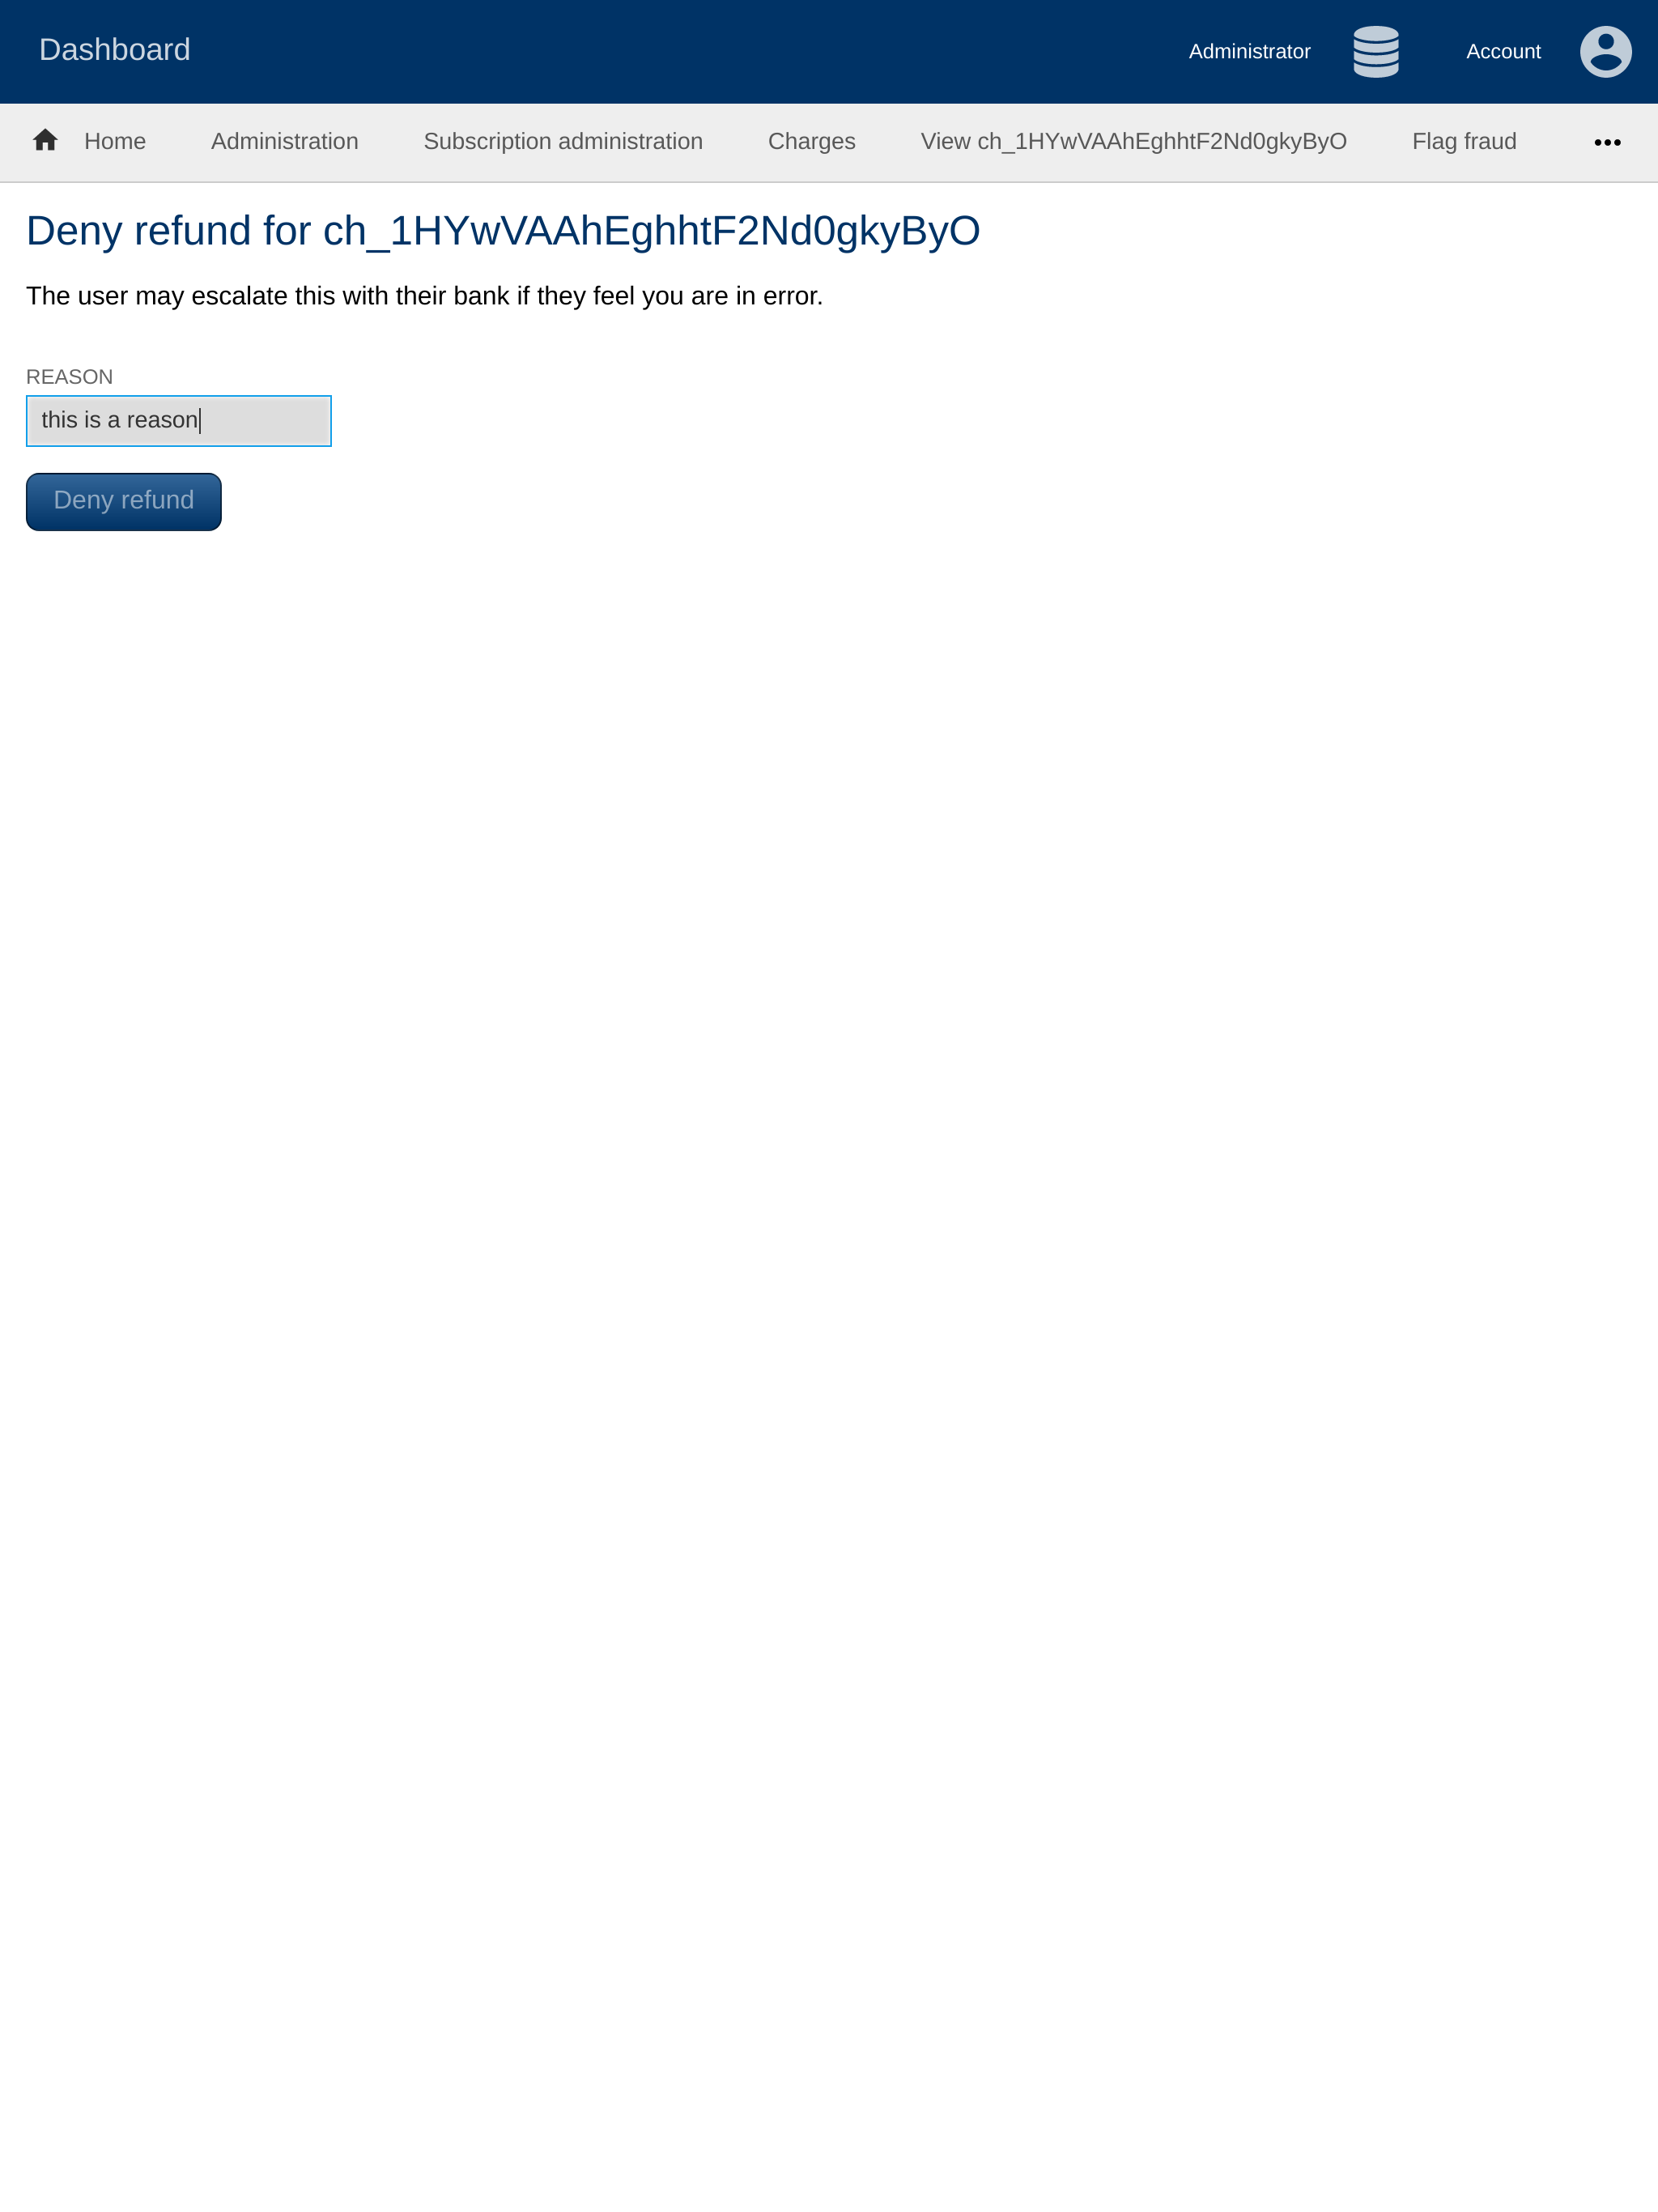 Dashboard
Administrator
Account
Home
Administration
Subscription administration
Charges
View ch_1HYwVAAhEghhtF2Nd0gkyByO
Flag fraud
Deny refund for ch_1HYwVAAhEghhtF2Nd0gkyByO
The user may escalate this with their bank if they feel you are in error.
REASON
this is a reason
Deny refund